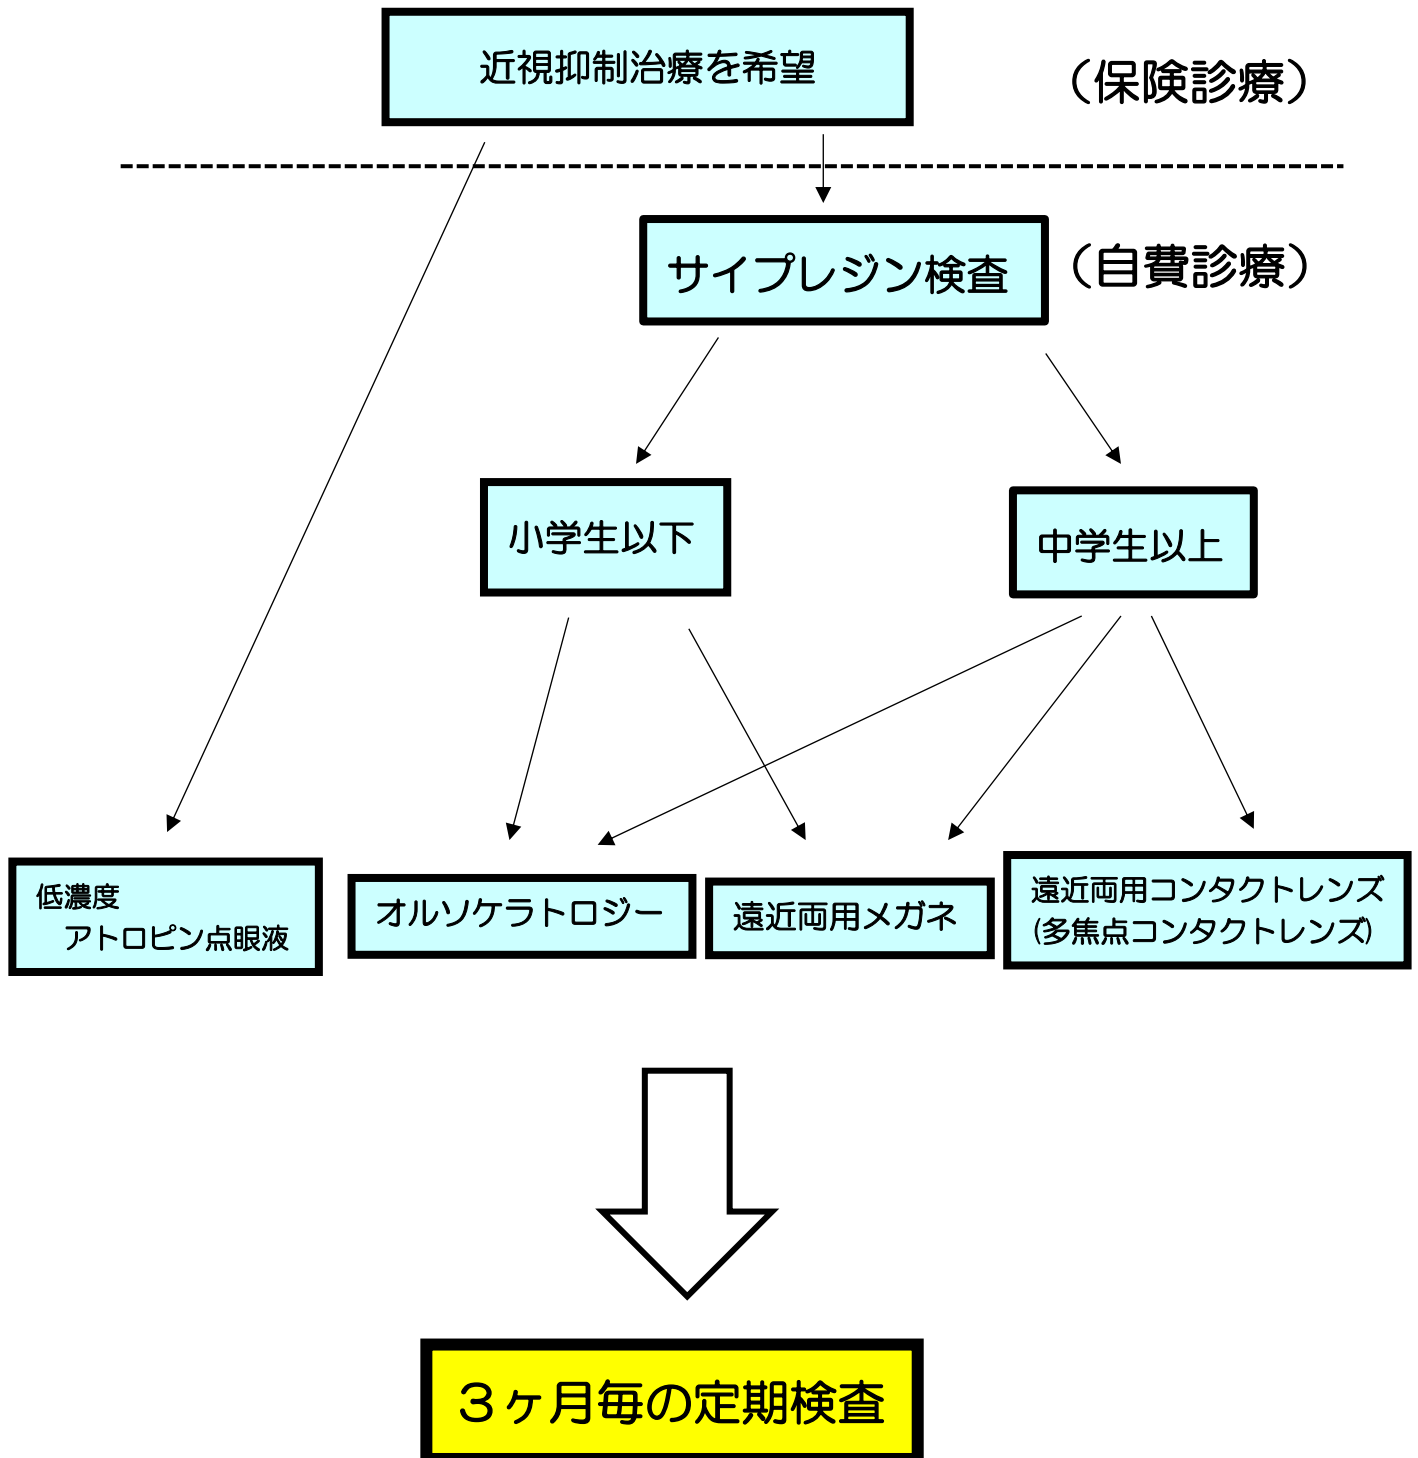 近視抑制治療を希望
（保険診療）
サイプレジン検査
（自費診療）
小学生以下
中学生以上
低濃度
アトロピン点眼液
オルソケラトロジー
遠近両用メガネ
遠近両用コンタクトレンズ
(多焦点コンタクトレンズ)
３ヶ月毎の定期検査